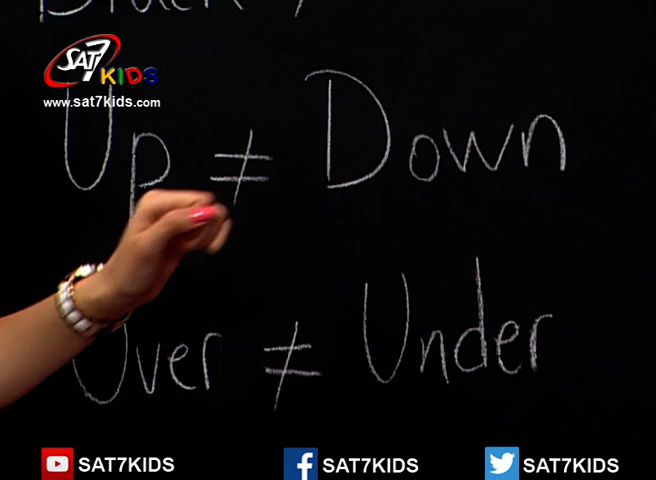 SAT7
KIDS
www.sat7kids.com
Up ≠ Down
Over ≠ Under
SAT7KIDS
SAT7KIDS
SAT7KIDS